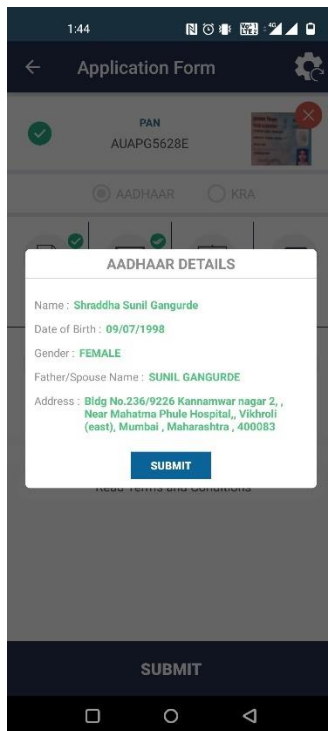 1:44
Application Form
PAN
AUAPG5628E
AADHAAR KRA
AADHAAR DETAILS
Name : Shraddha Sunil Gangurde
Date of Birth : 09/07/1998
Gender : FEMALE
Father/Spouse Name : SUNIL GANGURDE
Address : Bldg No.236/9226 Kannamwar nagar 2, ,
Near Mahatma Phule Hospital,, Vikhroli
(east), Mumbai , Maharashtra , 400083
SUBMIT
Read Terms and Conditions
SUBMIT